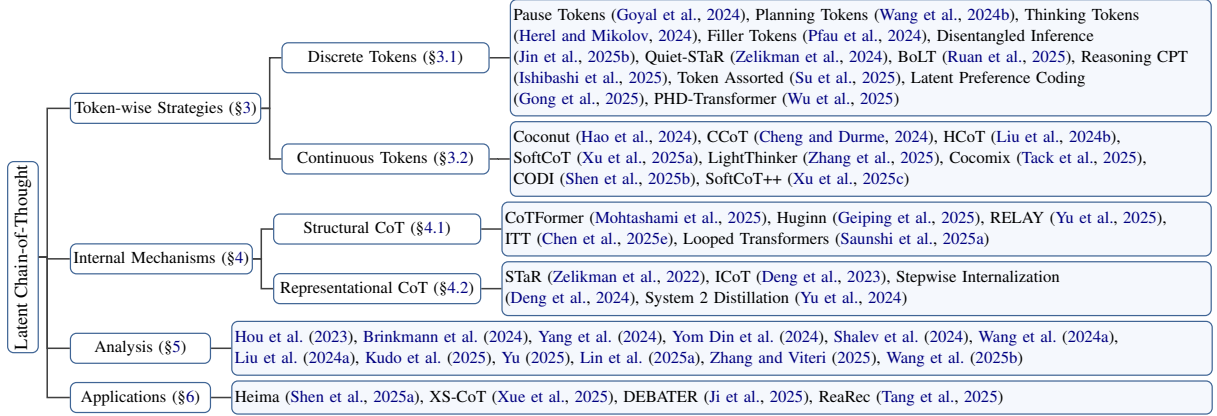 Latent Chain-of-Thought
Token-wise Strategies (§3)
Discrete Tokens (§3.1)
Pause Tokens (Goyal et al., 2024), Planning Tokens (Wang et al., 2024b), Thinking Tokens
(Herel and Mikolov, 2024), Filler Tokens (Pfau et al., 2024), Disentangled Inference
(Jin et al., 2025b), Quiet-STaR (Zelikman et al., 2024), BoLT (Ruan et al., 2025), Reasoning CPT
(Ishibashi et al., 2025), Token Assorted (Su et al., 2025), Latent Preference Coding
(Gong et al., 2025), PHD-Transformer (Wu et al., 2025)
Continuous Tokens (§3.2)
Coconut (Hao et al., 2024), CCoT (Cheng and Durme, 2024), HCoT (Liu et al., 2024b),
SoftCoT (Xu et al., 2025a), LightThinker (Zhang et al., 2025), Cocomix (Tack et al., 2025),
CODI (Shen et al., 2025b), SoftCoT++ (Xu et al., 2025c)
Internal Mechanisms (§4)
Structural CoT (§4.1)
CoTFormer (Mohtashami et al., 2025), Huginn (Geiping et al., 2025), RELAY (Yu et al., 2025),
ITT (Chen et al., 2025e), Looped Transformers (Saunshi et al., 2025a)
Representational CoT (§4.2)
STaR (Zelikman et al., 2022), ICoT (Deng et al., 2023), Stepwise Internalization
(Deng et al., 2024), System 2 Distillation (Yu et al., 2024)
Analysis (§5)
Hou et al. (2023), Brinkmann et al. (2024), Yang et al. (2024), Yom Din et al. (2024), Shalev et al. (2024), Wang et al. (2024a),
Liu et al. (2024a), Kudo et al. (2025), Yu (2025), Lin et al. (2025a), Zhang and Viteri (2025), Wang et al. (2025b)
Applications (§6)
Heima (Shen et al., 2025a), XS-CoT (Xue et al., 2025), DEBATER (Ji et al., 2025), ReaRec (Tang et al., 2025)